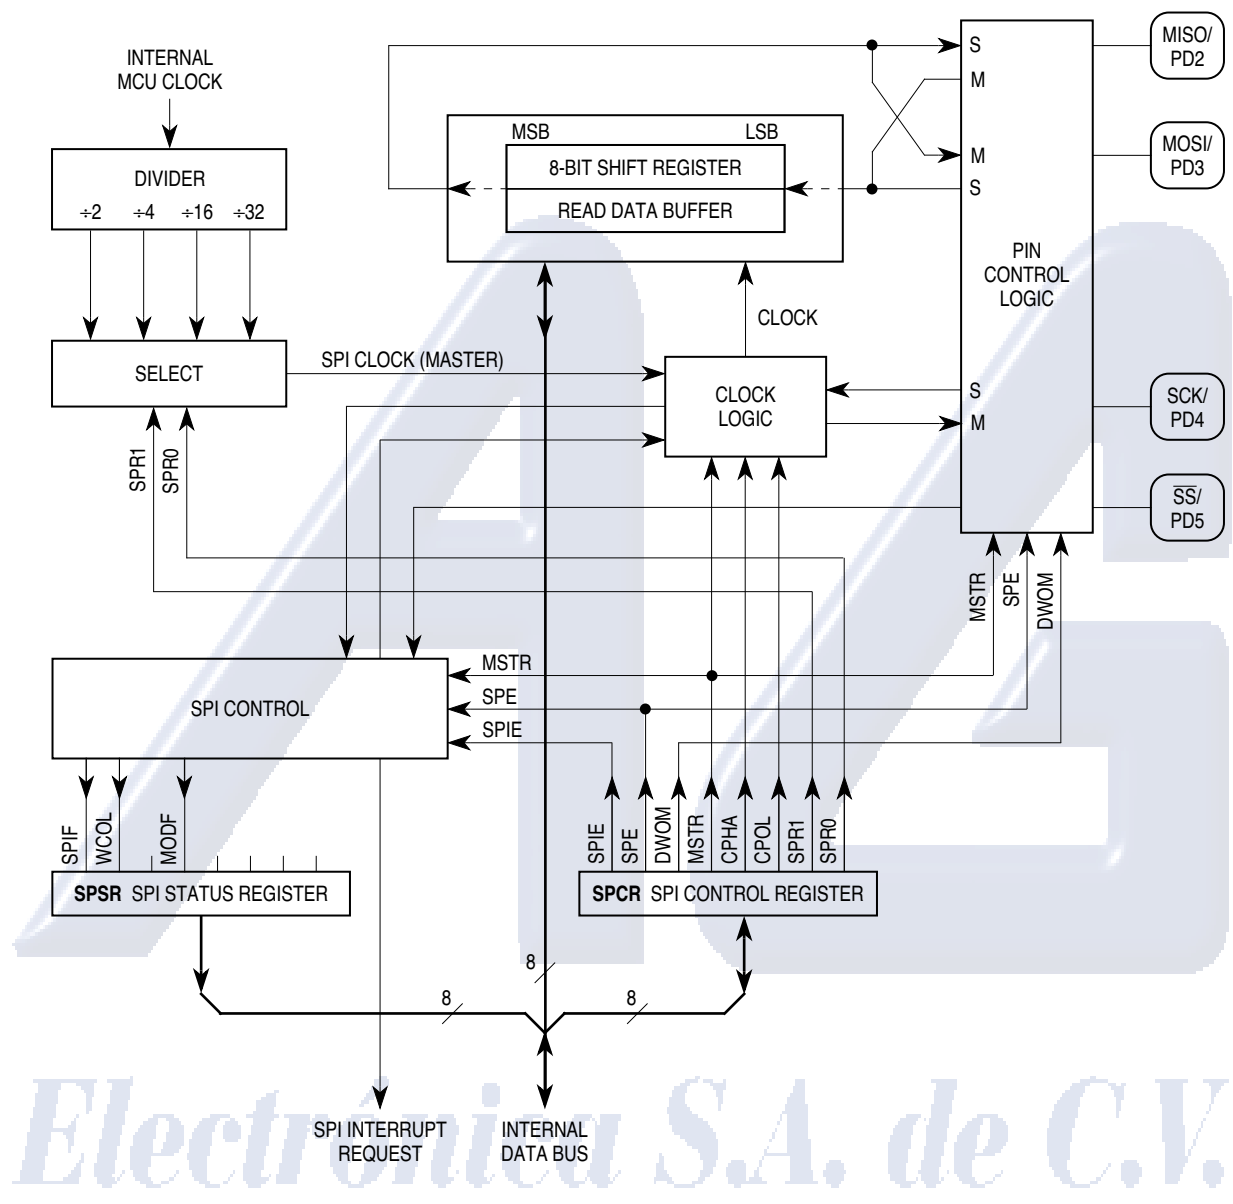 INTERNAL
MCU CLOCK
DIVIDER
÷2 ÷4 ÷16 ÷32
SELECT
SPR1
SPR0
SPI CLOCK (MASTER)
MSB LSB
8-BIT SHIFT REGISTER
READ DATA BUFFER
CLOCK
CLOCK
LOGIC
S
M
M
S
PIN
CONTROL
LOGIC
S
M
MISO/
PD2
MOSI/
PD3
SCK/
PD4
SS/
PD5
MSTR
SPE
DWOM
SPI CONTROL
MSTR
SPE
SPIE
SPIF
WCOL
MODF
SPSR SPI STATUS REGISTER
SPIE
SPE
DWOM
MSTR
CPHA
CPOL
SPR1
SPR0
SPCR SPI CONTROL REGISTER
8
8
8
SPI INTERRUPT
REQUEST
INTERNAL
DATA BUS
AG
Electrónica S.A. de C.V.